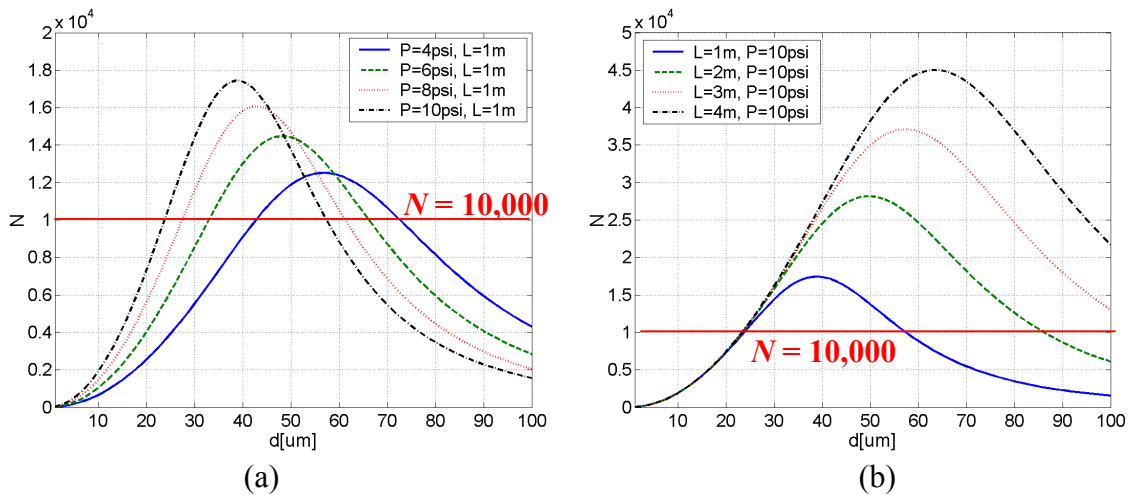 x 10⁴
2
1.8
1.6
1.4
1.2
1
0.8
0.6
0.4
0.2
0
N
P=4psi, L=1m
P=6psi, L=1m
P=8psi, L=1m
P=10psi, L=1m
N = 10,000
10 20 30 40 50 60 70 80 90 100
d[um]
(a)
x 10⁴
5
4.5
4
3.5
3
2.5
2
1.5
1
0.5
0
N
L=1m, P=10psi
L=2m, P=10psi
L=3m, P=10psi
L=4m, P=10psi
N = 10,000
10 20 30 40 50 60 70 80 90 100
d[um]
(b)